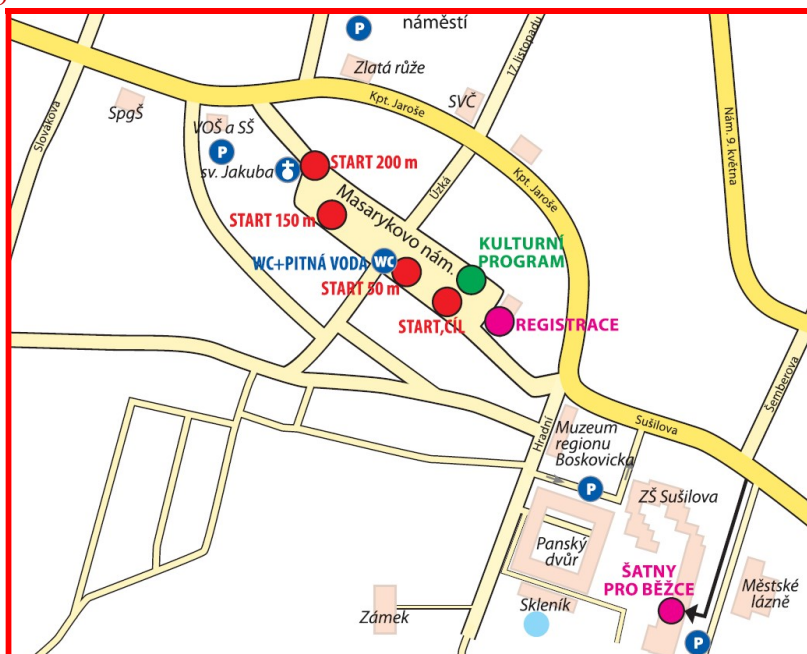 P
náměstí
Zlatá růže
17. listopadu
SVČ
Kpt. Jaroše
Nám. 9. května
Slovákova
SpgŠ
VOŠ a SŠ
P
sv. Jakuba
START 200 m
Kpt. Jaroše
Úzká
Masarykovo nám.
START 150 m
KULTURNÍ
PROGRAM
WC+PITNÁ VODA
WC
START 50 m
START,CÍL
REGISTRACE
Šemberova
Hradní
Sušilova
Muzeum
regionu
Boskovicka
P
ZŠ Sušilova
Panský
dvůr
ŠATNY
PRO BĚŽCE
Městské
lázně
Zámek
Skleník
P